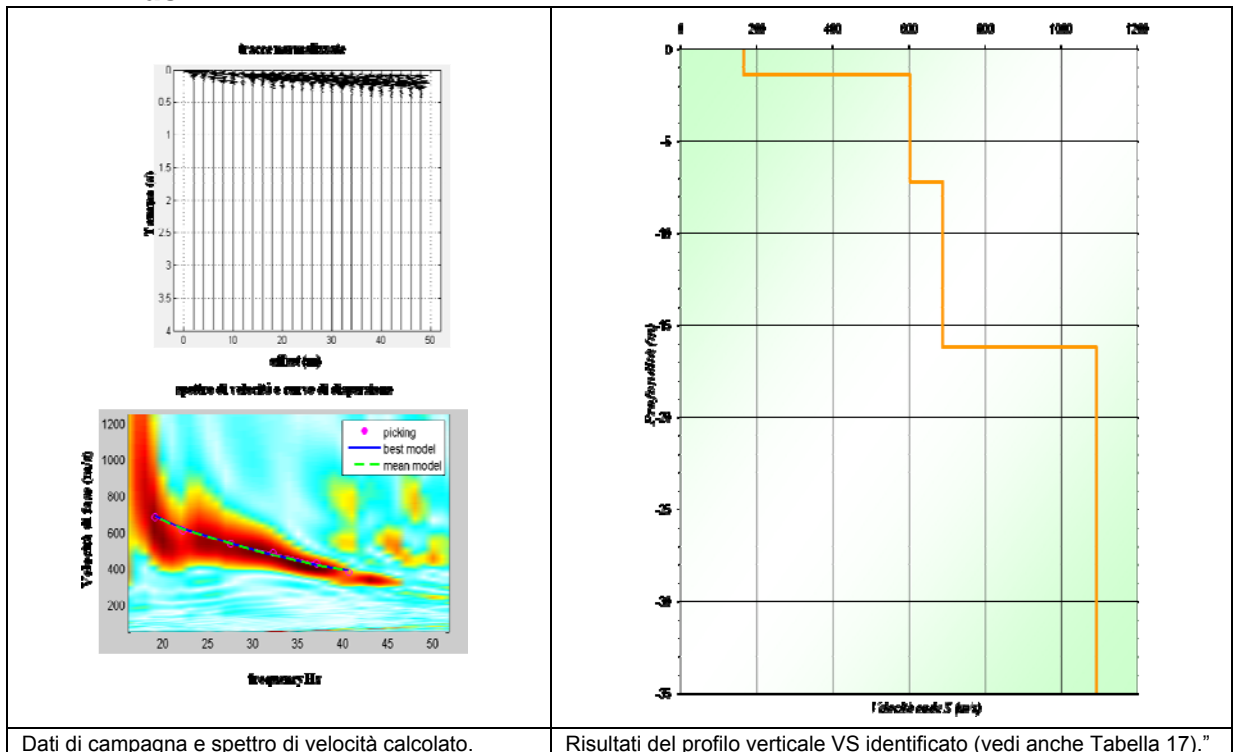 tracce normalizzate
0
0.5
1
1.5
2
2.5
3
3.5
4
0 10 20 30 40 50
offset (m)
spettro di velocità e curve di dispersione
Velocità di fase (m/s)
1200
1000
800
600
400
200
picking
best model
mean model
20 25 30 35 40 45 50
frequency Hz
Dati di campagna e spettro di velocità calcolato.
0 200 400 600 800 1000 1200
0
-5
-10
-15
-20
-25
-30
-35
Profondità (m)
Velocità onde S (m/s)
Risultati del profilo verticale VS identificato (vedi anche Tabella 17).”